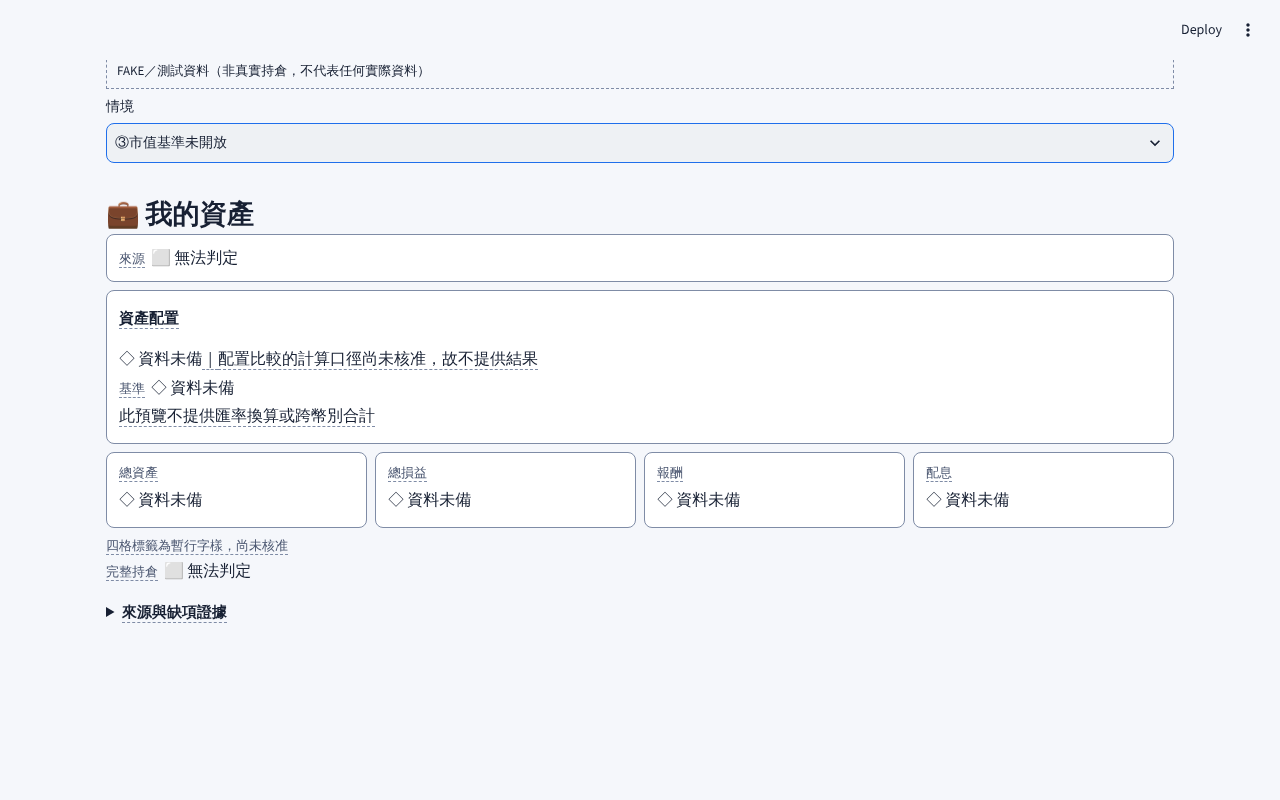 Deploy
FAKE／測試資料（非真實持倉，不代表任何實際資料）
情境
③市值基準未開放
💼 我的資產
來源 ⬜ 無法判定
資產配置
◇ 資料未備｜配置比較的計算口徑尚未核准，故不提供結果
基準 ◇ 資料未備
此預覽不提供匯率換算或跨幣別合計
總資產
◇ 資料未備
總損益
◇ 資料未備
報酬
◇ 資料未備
配息
◇ 資料未備
四格標籤為暫行字樣，尚未核准
完整持倉 ⬜ 無法判定
▶ 來源與缺項證據